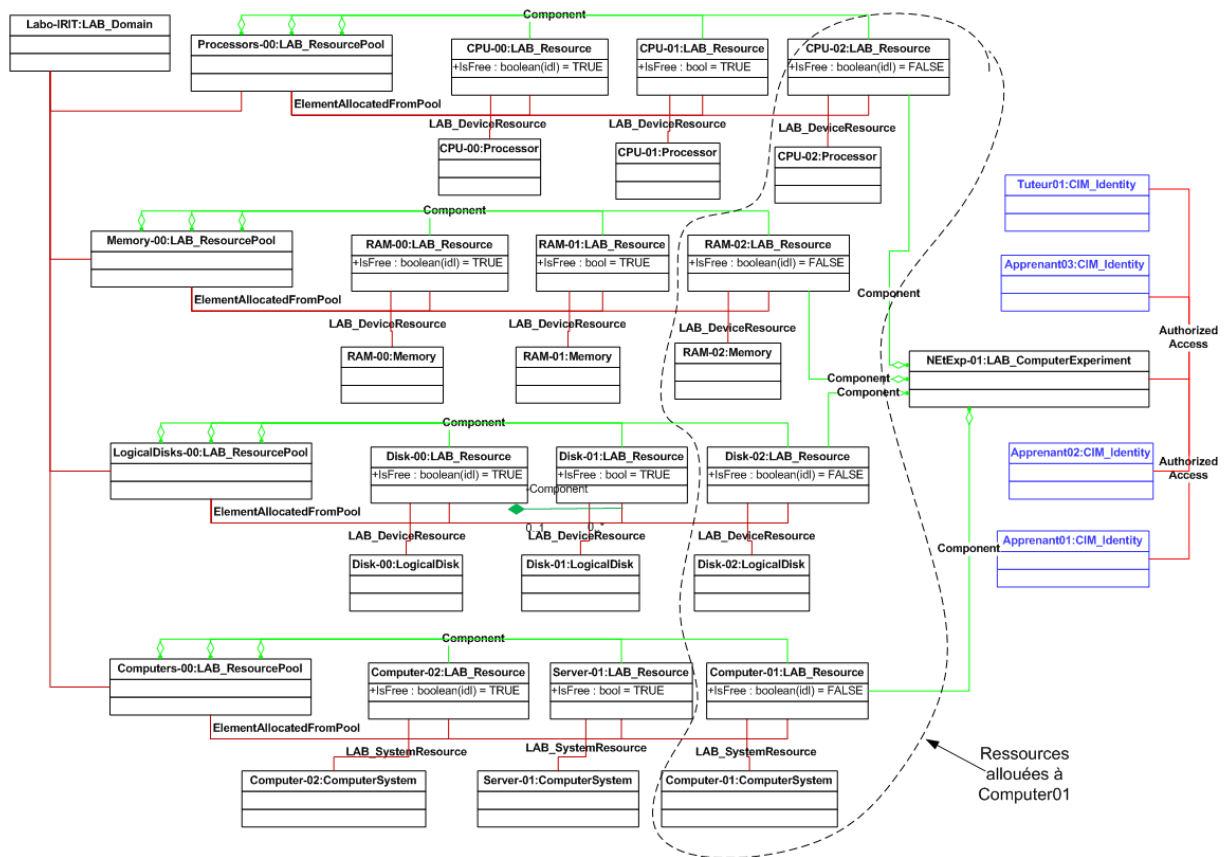 Labo-IRIT:LAB_Domain
Component
Processors-00:LAB_ResourcePool
CPU-00:LAB_Resource
+IsFree : boolean(idl) = TRUE
CPU-01:LAB_Resource
+IsFree : bool = TRUE
CPU-02:LAB_Resource
+IsFree : boolean(idl) = FALSE
ElementAllocatedFromPool
LAB_DeviceResource
LAB_DeviceResource
LAB_DeviceResource
CPU-00:Processor
CPU-01:Processor
CPU-02:Processor
Tuteur01:CIM_Identity
Component
Memory-00:LAB_ResourcePool
RAM-00:LAB_Resource
+IsFree : boolean(idl) = TRUE
RAM-01:LAB_Resource
+IsFree : bool = TRUE
RAM-02:LAB_Resource
+IsFree : boolean(idl) = FALSE
Apprenant03:CIM_Identity
ElementAllocatedFromPool
Component
LAB_DeviceResource
LAB_DeviceResource
LAB_DeviceResource
Authorized
Access
RAM-00:Memory
RAM-01:Memory
RAM-02:Memory
NEtExp-01:LAB_ComputerExperiment
Component
Component
Component
LogicalDisks-00:LAB_ResourcePool
Disk-00:LAB_Resource
+IsFree : boolean(idl) = TRUE
Disk-01:LAB_Resource
+IsFree : bool = TRUE
Disk-02:LAB_Resource
+IsFree : boolean(idl) = FALSE
Apprenant02:CIM_Identity
Authorized
Access
-Component
ElementAllocatedFromPool
0..1
0..*
LAB_DeviceResource
LAB_DeviceResource
LAB_DeviceResource
Apprenant01:CIM_Identity
Component
Disk-00:LogicalDisk
Disk-01:LogicalDisk
Disk-02:LogicalDisk
Component
Computers-00:LAB_ResourcePool
Computer-02:LAB_Resource
+IsFree : boolean(idl) = TRUE
Server-01:LAB_Resource
+IsFree : bool = TRUE
Computer-01:LAB_Resource
+IsFree : boolean(idl) = FALSE
ElementAllocatedFromPool
LAB_SystemResource
LAB_SystemResource
LAB_SystemResource
Computer-02:ComputerSystem
Server-01:ComputerSystem
Computer-01:ComputerSystem
Ressources
allouées à
Computer01